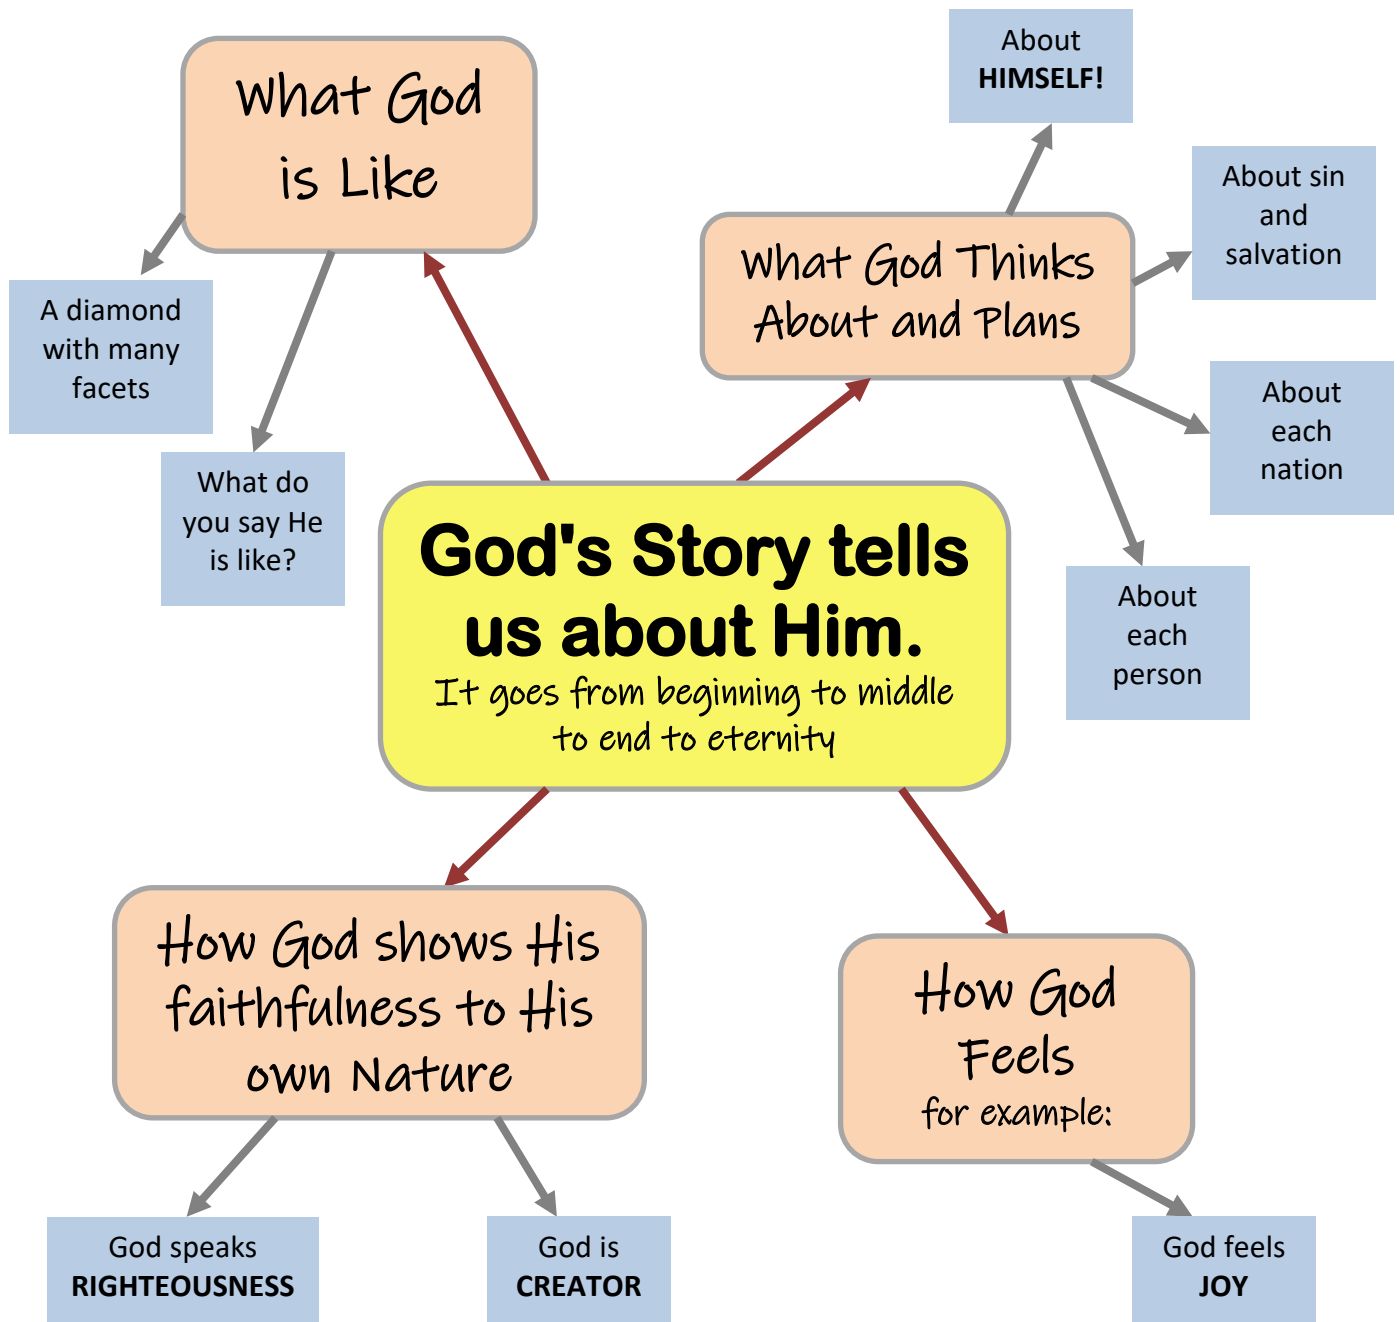 What God
is Like
About
HIMSELF!
About sin
and
salvation
What God Thinks
About and Plans
A diamond
with many
facets
About
each
nation
What do
you say He
is like?
God's Story tells
us about Him.
It goes from beginning to middle
to end to eternity
About
each
person
How God shows His
faithfulness to His
own Nature
How God
Feels
for example:
God speaks
RIGHTEOUSNESS
God is
CREATOR
God feels
JOY